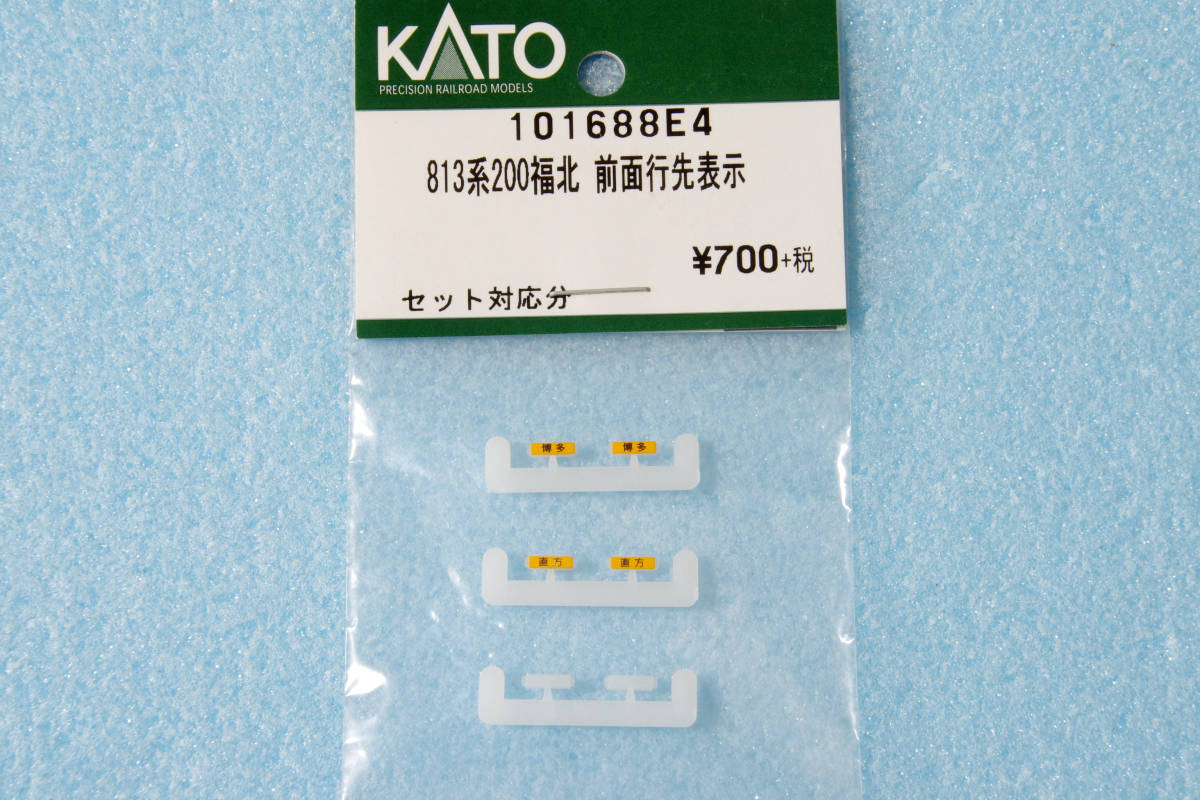 KATO
PRECISION RAILROAD MODELS
101688E4
813系200福北 前面行先表示
¥700+税
セット対応分
博多 博多
直方 直方